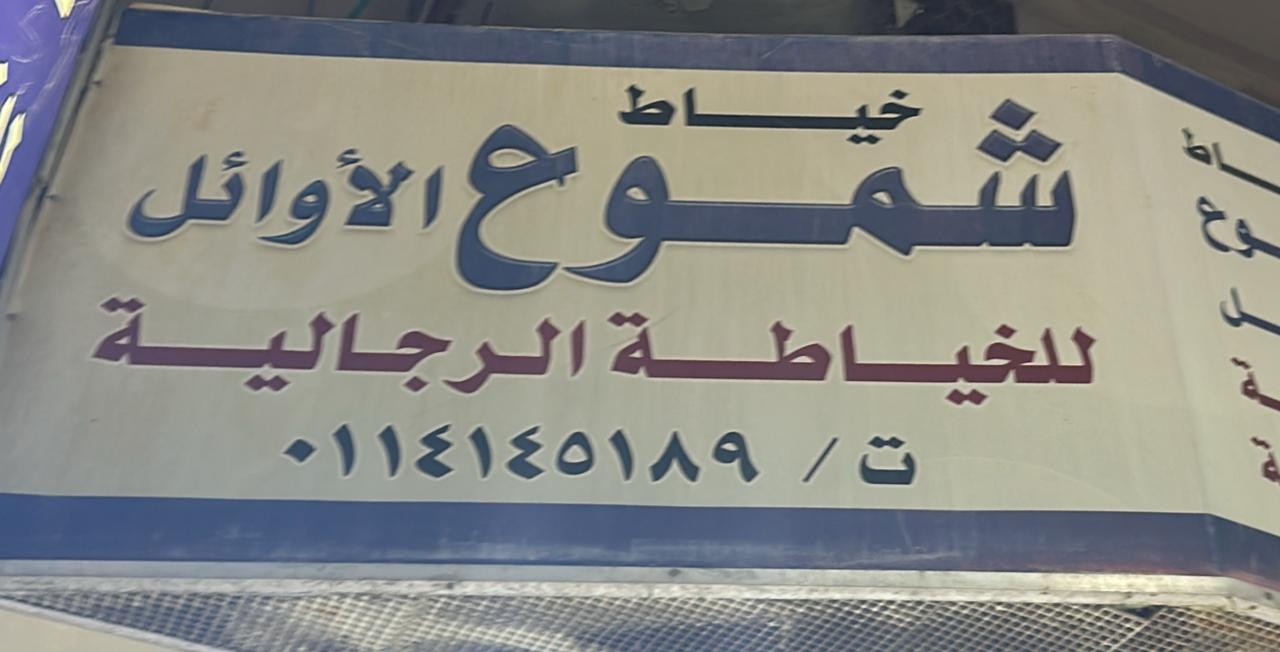 خياط
شموع الأوائل
للخياطة الرجالية
ت / ٠١١٤١٤٥١٨٩